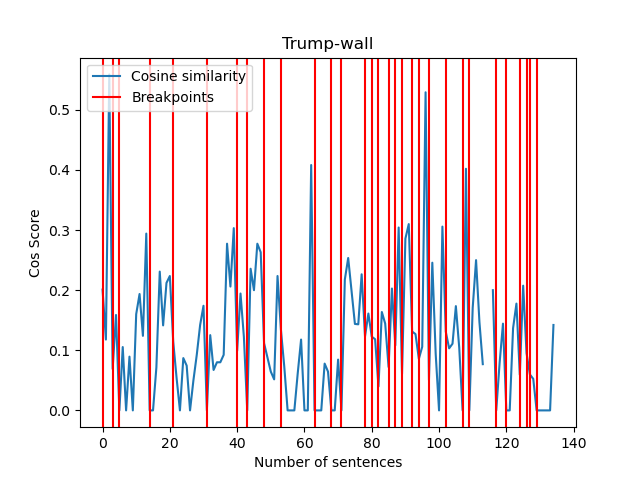 Trump-wall
Cosine similarity
Breakpoints
Cos Score
0.5
0.4
0.3
0.2
0.1
0.0
0 20 40 60 80 100 120 140
Number of sentences